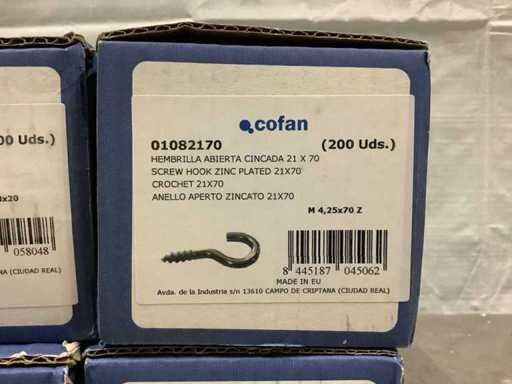 cofan
01082170 (200 Uds.)
HEMBRILLA ABIERTA CINCADA 21 X 70
SCREW HOOK ZINC PLATED 21X70
CROCHET 21X70
ANELLO APERTO ZINCATO 21X70
M 4,25x70 Z
8 445187 045062
MADE IN EU
Avda. de la Industria s/n 13610 CAMPO DE CRIPTANA (CIUDAD REAL)
00 Uds.)
x20
058048
NA (CIUDAD REAL)